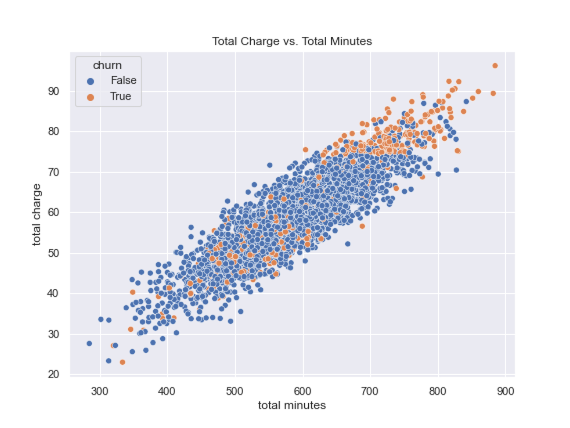 Total Charge vs. Total Minutes
churn
False
True
90
80
70
60
50
40
30
20
total charge
300 400 500 600 700 800 900
total minutes